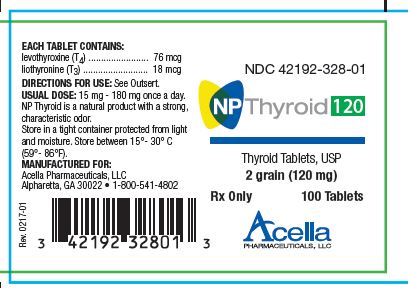 EACH TABLET CONTAINS:
levothyroxine (T4) ........................ 76 mcg
liothyronine (T3) ......................... 18 mcg
DIRECTIONS FOR USE: See Outsert.
USUAL DOSE: 15 mg - 180 mg once a day.
NP Thyroid is a natural product with a strong,
characteristic odor.
Store in a tight container protected from light
and moisture. Store between 15°- 30° C
(59°- 86°F).
MANUFACTURED FOR:
Acella Pharmaceuticals, LLC
Alpharetta, GA 30022 • 1-800-541-4802
Rev. 0217-01
3 42192 32801 3
NDC 42192-328-01
NP Thyroid 120
Thyroid Tablets, USP
2 grain (120 mg)
Rx Only 100 Tablets
Acella
PHARMACEUTICALS, LLC